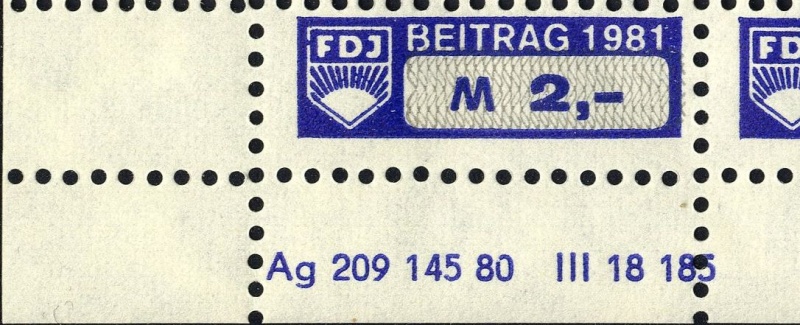 FDJ BEITRAG 1981 FD
M 2,-
Ag 209 145 80 III 18 185